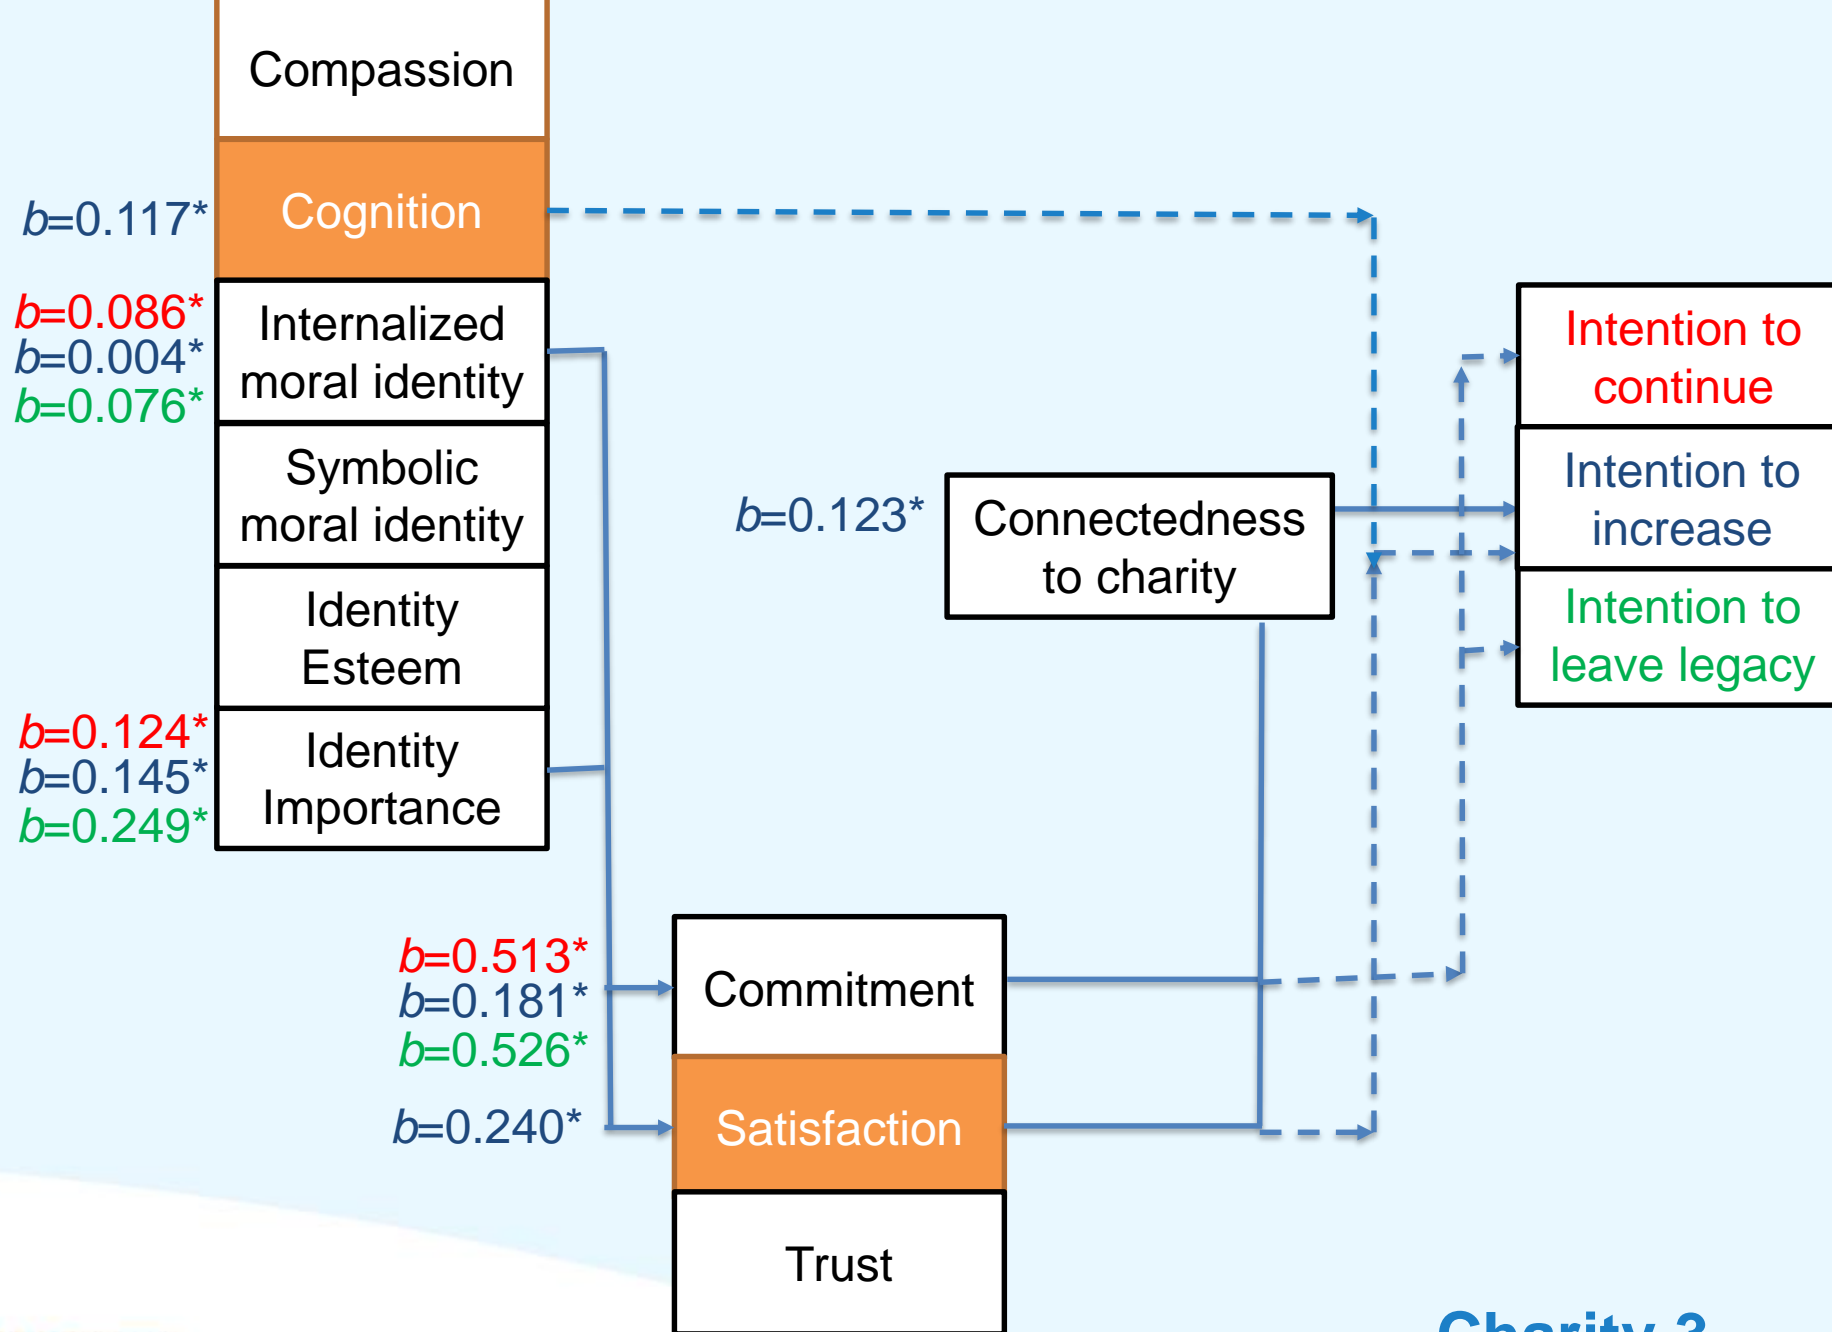 Compassion
b=0.117*
Cognition
b=0.086*
b=0.004*
b=0.076*
Internalized
moral identity
Symbolic
moral identity
Identity
Esteem
b=0.124*
b=0.145*
b=0.249*
Identity
Importance
b=0.123*
Connectedness
to charity
Intention to
continue
Intention to
increase
Intention to
leave legacy
b=0.513*
b=0.181*
b=0.526*
Commitment
b=0.240*
Satisfaction
Trust
Charity 3